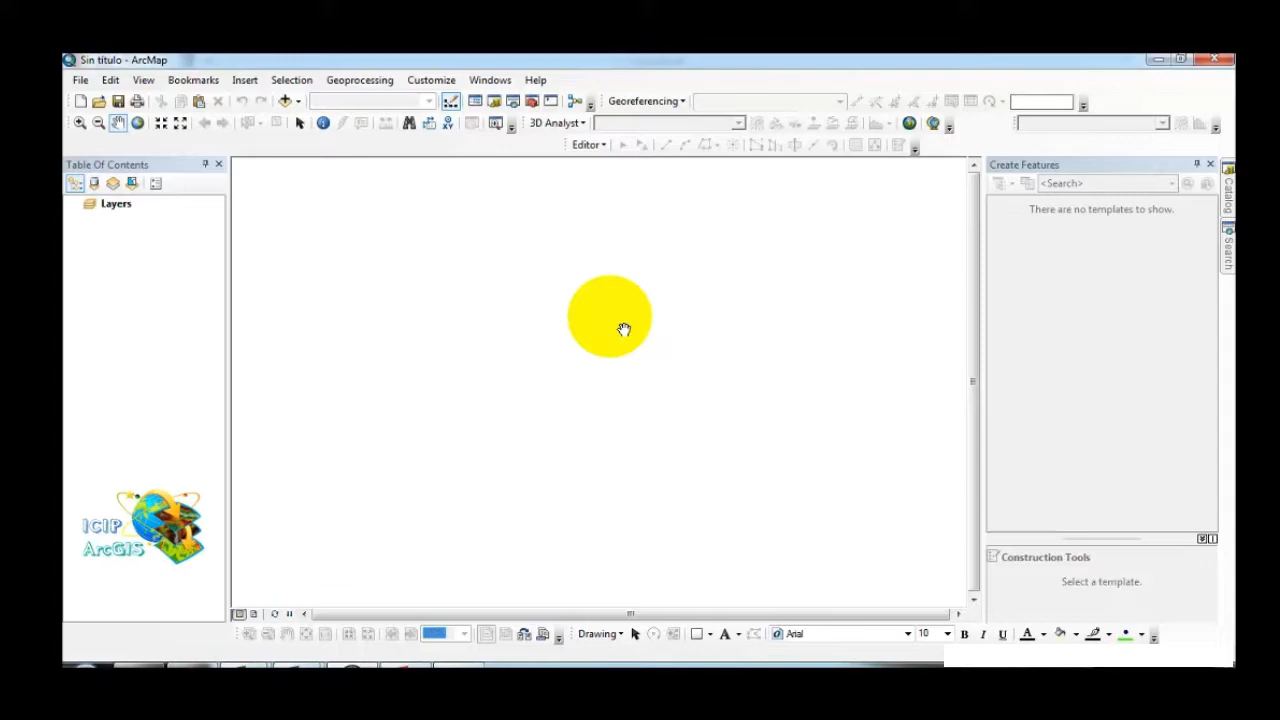 Sin título - ArcMap
File Edit View Bookmarks Insert Selection Geoprocessing Customize Windows Help
Georeferencing
3D Analyst
Editor
Table Of Contents
Layers
Create Features
<Search>
There are no templates to show.
Catalog
Search
ICIP
ArcGIS
Construction Tools
Select a template.
Drawing A Arial 10 B I U A